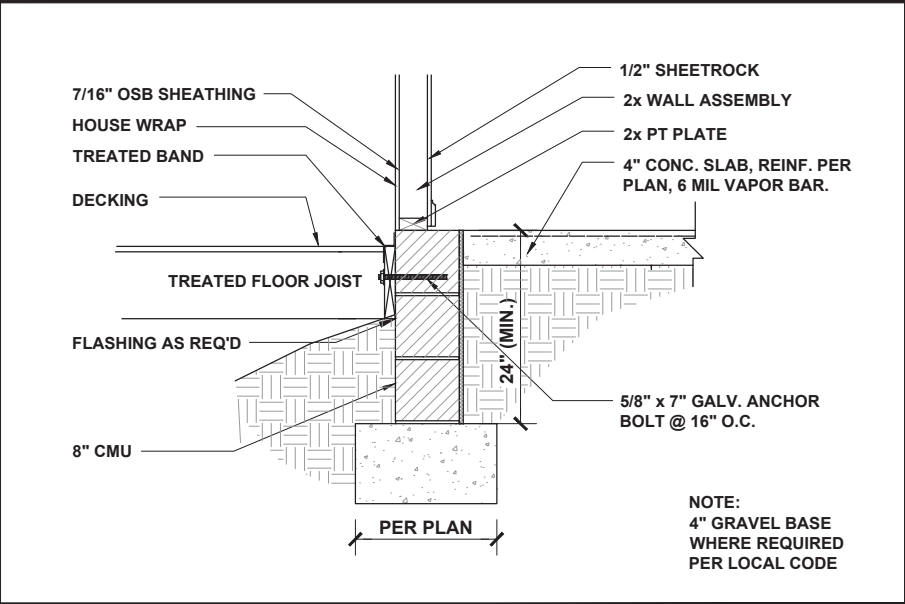 7/16" OSB SHEATHING
HOUSE WRAP
TREATED BAND
DECKING
TREATED FLOOR JOIST
FLASHING AS REQ'D
8" CMU
1/2" SHEETROCK
2x WALL ASSEMBLY
2x PT PLATE
4" CONC. SLAB, REINF. PER
PLAN, 6 MIL VAPOR BAR.
24" (MIN.)
5/8" x 7" GALV. ANCHOR
BOLT @ 16" O.C.
PER PLAN
NOTE:
4" GRAVEL BASE
WHERE REQUIRED
PER LOCAL CODE